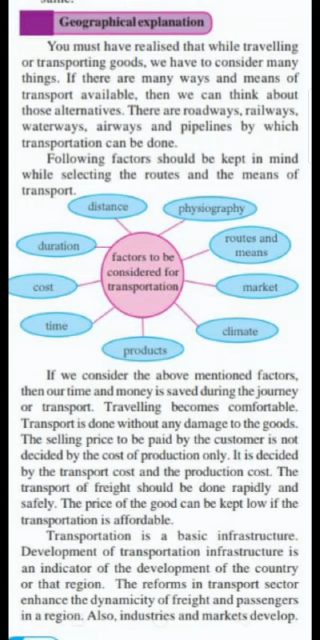 Geographical explanation
You must have realised that while travelling
or transporting goods, we have to consider many
things. If there are many ways and means of
transport available, then we can think about
those alternatives. There are roadways, railways,
waterways, airways and pipelines by which
transportation can be done.
Following factors should be kept in mind
while selecting the routes and the means of
transport.
distance
physiography
duration
routes and
means
factors to be
considered for
transportation
cost
market
time
climate
products
If we consider the above mentioned factors,
then our time and money is saved during the journey
or transport. Travelling becomes comfortable.
Transport is done without any damage to the goods.
The selling price to be paid by the customer is not
decided by the cost of production only. It is decided
by the transport cost and the production cost. The
transport of freight should be done rapidly and
safely. The price of the good can be kept low if the
transportation is affordable.
Transportation is a basic infrastructure.
Development of transportation infrastructure is
an indicator of the development of the country
or that region. The reforms in transport sector
enhance the dynamicity of freight and passengers
in a region. Also, industries and markets develop.